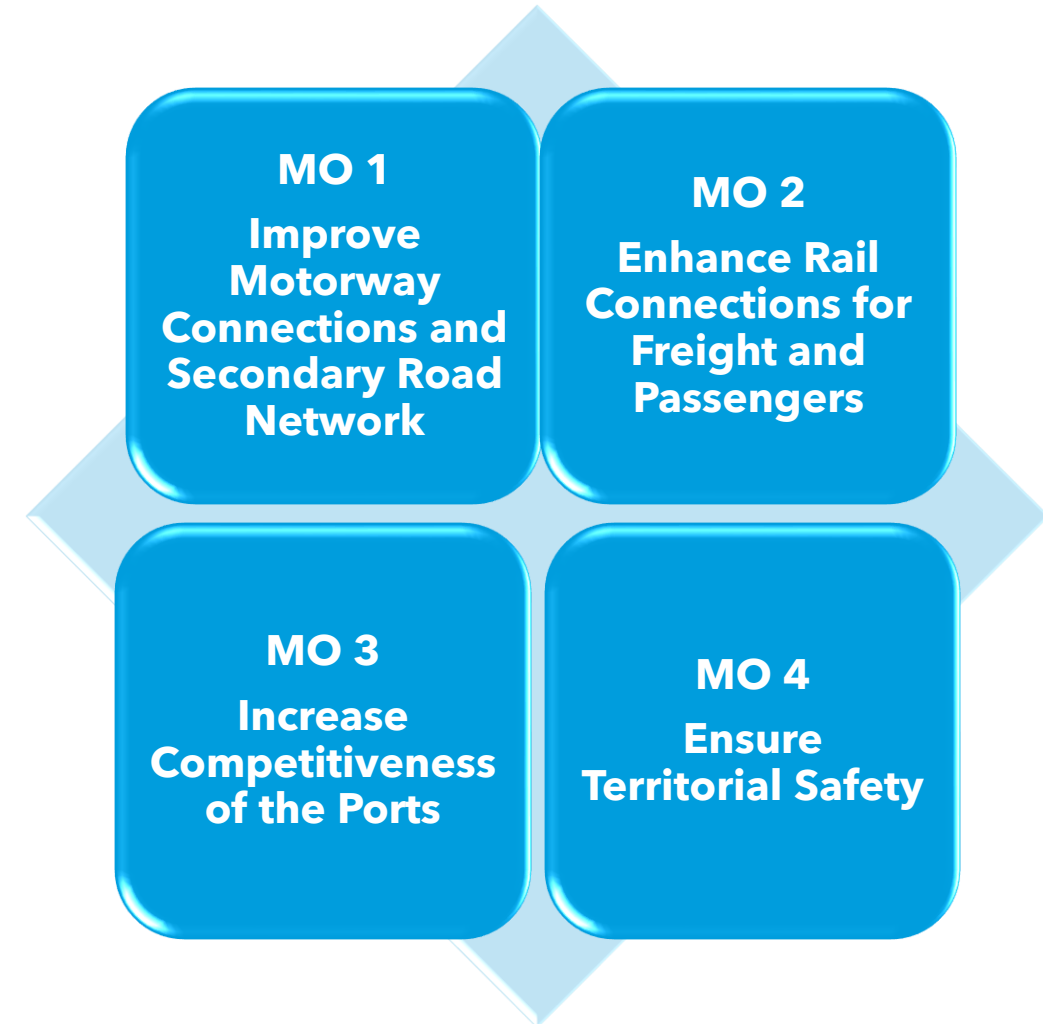 MO 1
Improve
Motorway
Connections and
Secondary Road
Network
MO 2
Enhance Rail
Connections for
Freight and
Passengers
MO 3
Increase
Competitiveness
of the Ports
MO 4
Ensure
Territorial Safety